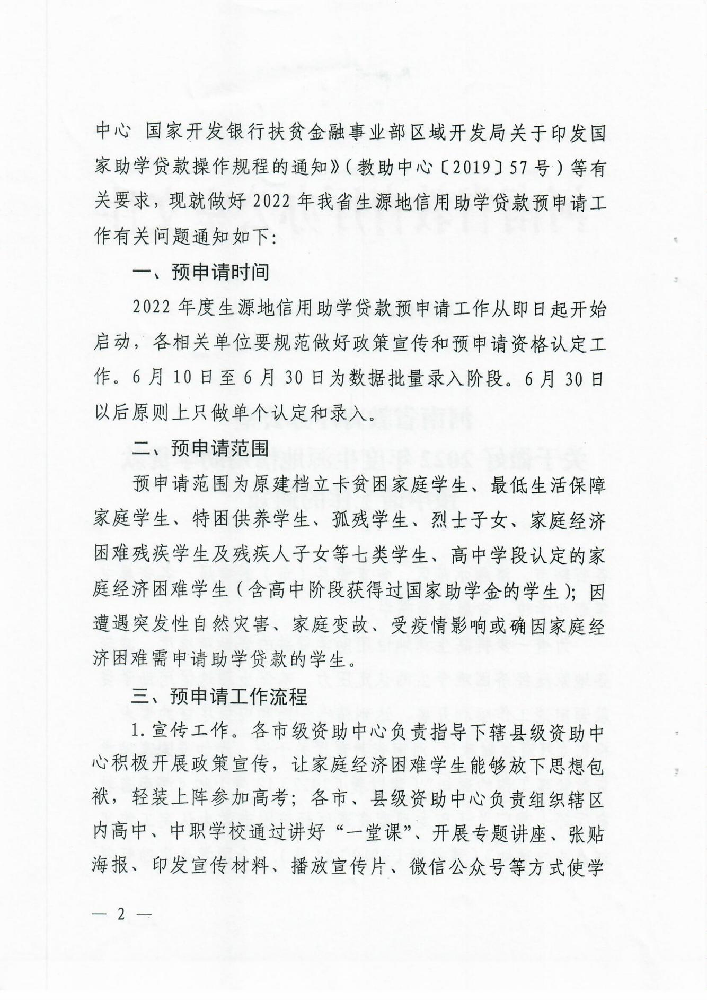 中心 国家开发银行扶贫金融事业部区域开发局关于印发国
家助学贷款操作规程的通知》（教助中心〔2019〕57号）等有
关要求，现就做好2022年我省生源地信用助学贷款预申请工
作有关问题通知如下：
一、预申请时间
2022年度生源地信用助学贷款预申请工作从即日起开始
启动，各相关单位要规范做好政策宣传和预申请资格认定工
作。6月10日至6月30日为数据批量录入阶段。6月30日
以后原则上只做单个认定和录入。
二、预申请范围
预申请范围为原建档立卡贫困家庭学生、最低生活保障
家庭学生、特困供养学生、孤残学生、烈士子女、家庭经济
困难残疾学生及残疾人子女等七类学生、高中学段认定的家
庭经济困难学生（含高中阶段获得过国家助学金的学生）；因
遭遇突发性自然灾害、家庭变故、受疫情影响或确因家庭经
济困难需申请助学贷款的学生。
三、预申请工作流程
1.宣传工作。各市级资助中心负责指导下辖县级资助中
心积极开展政策宣传，让家庭经济困难学生能够放下思想包
袱，轻装上阵参加高考；各市、县级资助中心负责组织辖区
内高中、中职学校通过讲好“一堂课”、开展专题讲座、张贴
海报、印发宣传材料、播放宣传片、微信公众号等方式使学
— 2 —